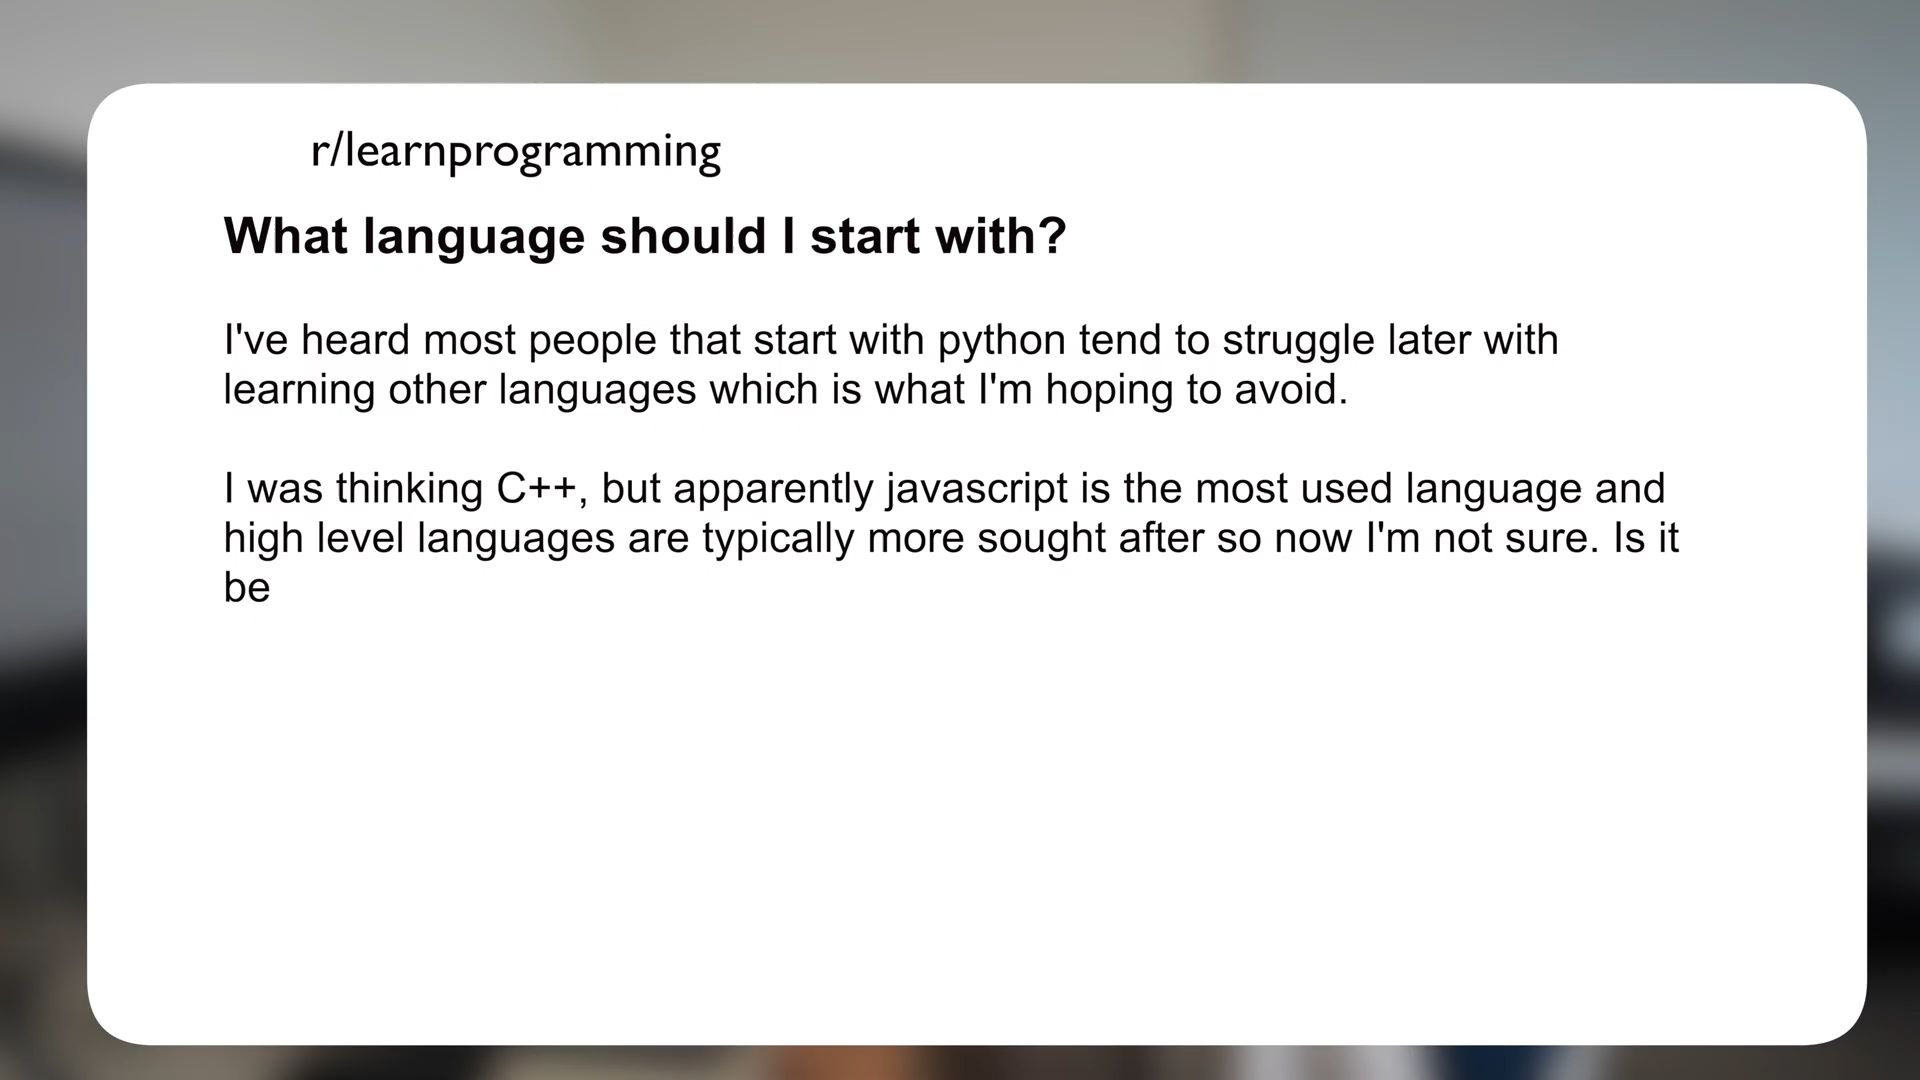 r/learnprogramming
What language should I start with?
I've heard most people that start with python tend to struggle later with
learning other languages which is what I'm hoping to avoid.
I was thinking C++, but apparently javascript is the most used language and
high level languages are typically more sought after so now I'm not sure. Is it
be